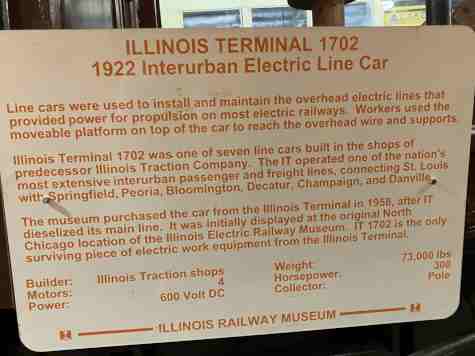 ILLINOIS TERMINAL 1702
1922 Interurban Electric Line Car
Line cars were used to install and maintain the overhead electric lines that
provided power for propulsion on most electric railways. Workers used the
moveable platform on top of the car to reach the overhead wire and supports.
Illinois Terminal 1702 was one of seven line cars built in the shops of
predecessor Illinois Traction Company. The IT operated one of the nation's
most extensive interurban passenger and freight lines, connecting St. Louis
with Springfield, Peoria, Bloomington, Decatur, Champaign, and Danville.
The museum purchased the car from the Illinois Terminal in 1958, after IT
dieselized its main line. It was initially displayed at the original North
Chicago location of the Illinois Electric Railway Museum. IT 1702 is the only
surviving piece of electric work equipment from the Illinois Terminal.
Builder: Illinois Traction shops Weight: 73,000 lbs
Motors: 4 Horsepower: 300
Power: 600 Volt DC Collector: Pole
ILLINOIS RAILWAY MUSEUM